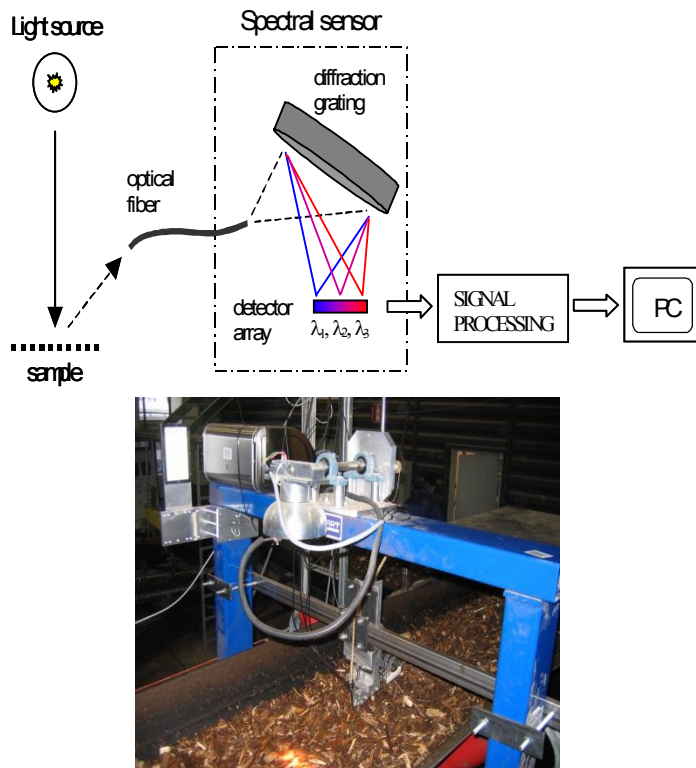 Light source
Spectral sensor
diffraction
grating
optical
fiber
detector
array
λ1, λ2, λ3
SIGNAL
PROCESSING
PC
sample